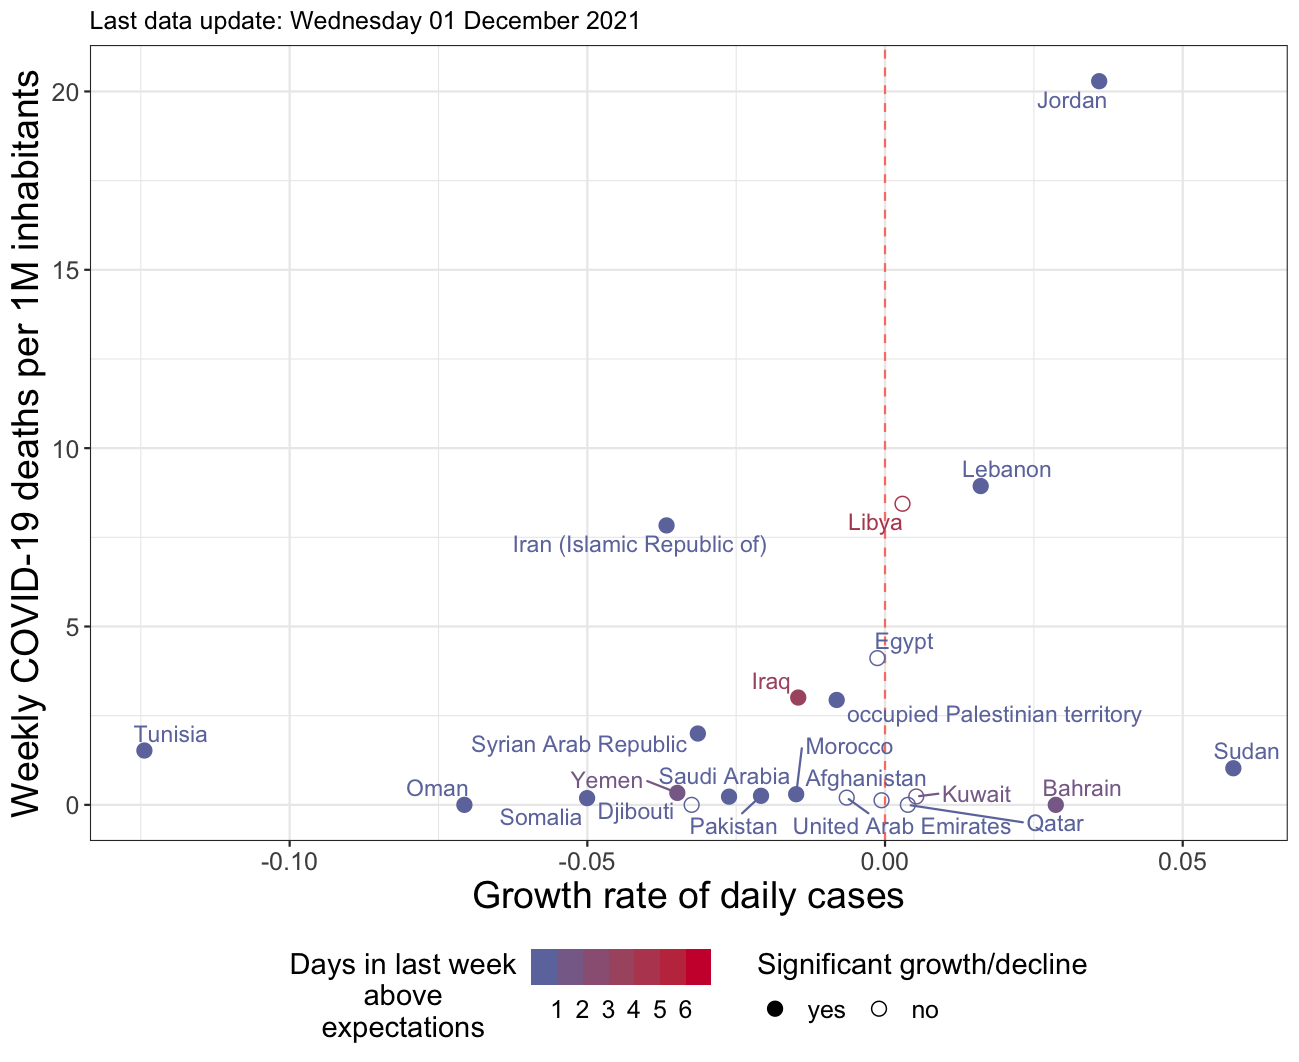 Last data update: Wednesday 01 December 2021
Weekly COVID-19 deaths per 1M inhabitants
20
15
10
5
0
Jordan
Lebanon
Libya
Iran (Islamic Republic of)
Egypt
Iraq
occupied Palestinian territory
Tunisia
Syrian Arab Republic
Morocco
Sudan
Yemen
Saudi Arabia
Afghanistan
Oman
Kuwait
Bahrain
Somalia
Djibouti
Pakistan
United Arab Emirates
Qatar
-0.10
-0.05
0.00
0.05
Growth rate of daily cases
Days in last week
above
expectations
1 2 3 4 5 6
Significant growth/decline
yes
no